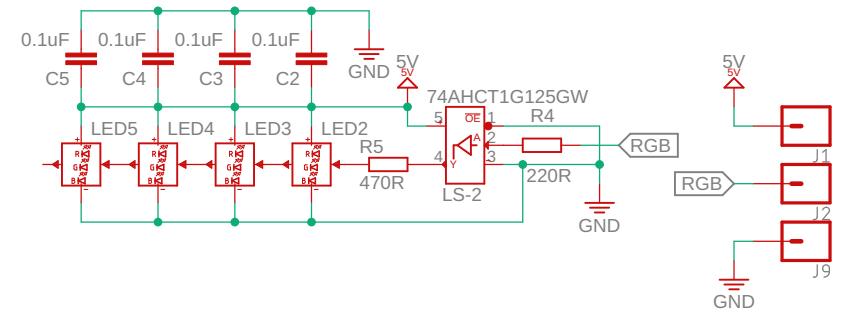 0.1uF 0.1uF 0.1uF 0.1uF
C5 C4 C3 C2
GND
5V
5V
5V
5V
74AHCT1G125GW
LED5 LED4 LED3 LED2
R5
470R
5 OE 1
A 2
4 Y 3
LS-2
R4
220R
RGB
GND
+ + + +
R R R R
G G G G
B B B B
- - - -
J1
RGB
J2
J9
GND